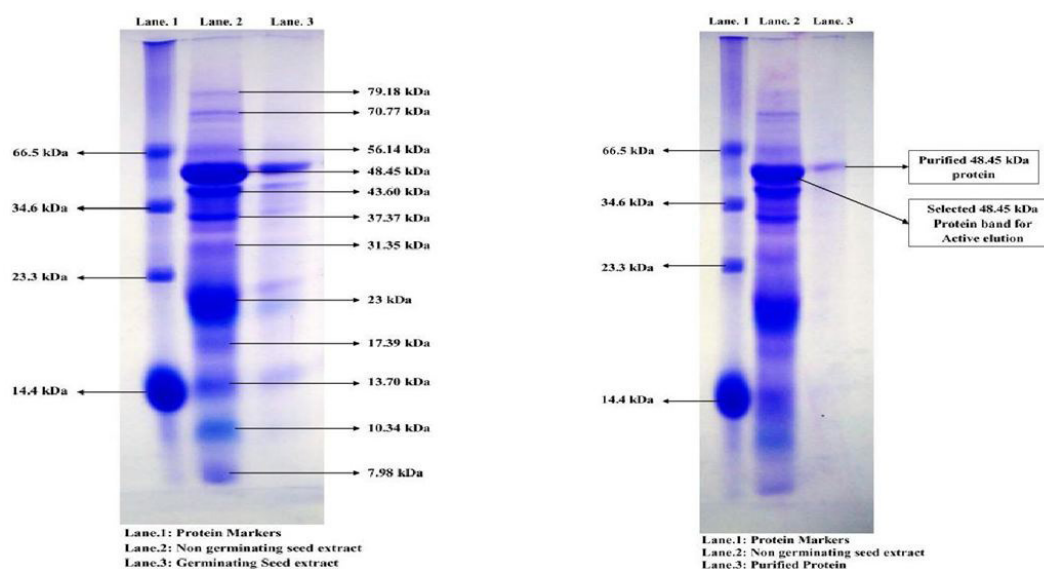 Lane. 1 Lane. 2 Lane. 3
79.18 kDa
70.77 kDa
56.14 kDa
66.5 kDa
48.45 kDa
43.60 kDa
34.6 kDa
37.37 kDa
31.35 kDa
23.3 kDa
23 kDa
17.39 kDa
13.70 kDa
14.4 kDa
10.34 kDa
7.98 kDa
Lane.1: Protein Markers
Lane.2: Non germinating seed extract
Lane.3: Germinating Seed extract
Lane. 1 Lane. 2 Lane. 3
66.5 kDa
Purified 48.45 kDa
protein
34.6 kDa
Selected 48.45 kDa
Protein band for
Active elution
23.3 kDa
14.4 kDa
Lane.1: Protein Markers
Lane.2: Non germinating seed extract
Lane.3: Purified Protein